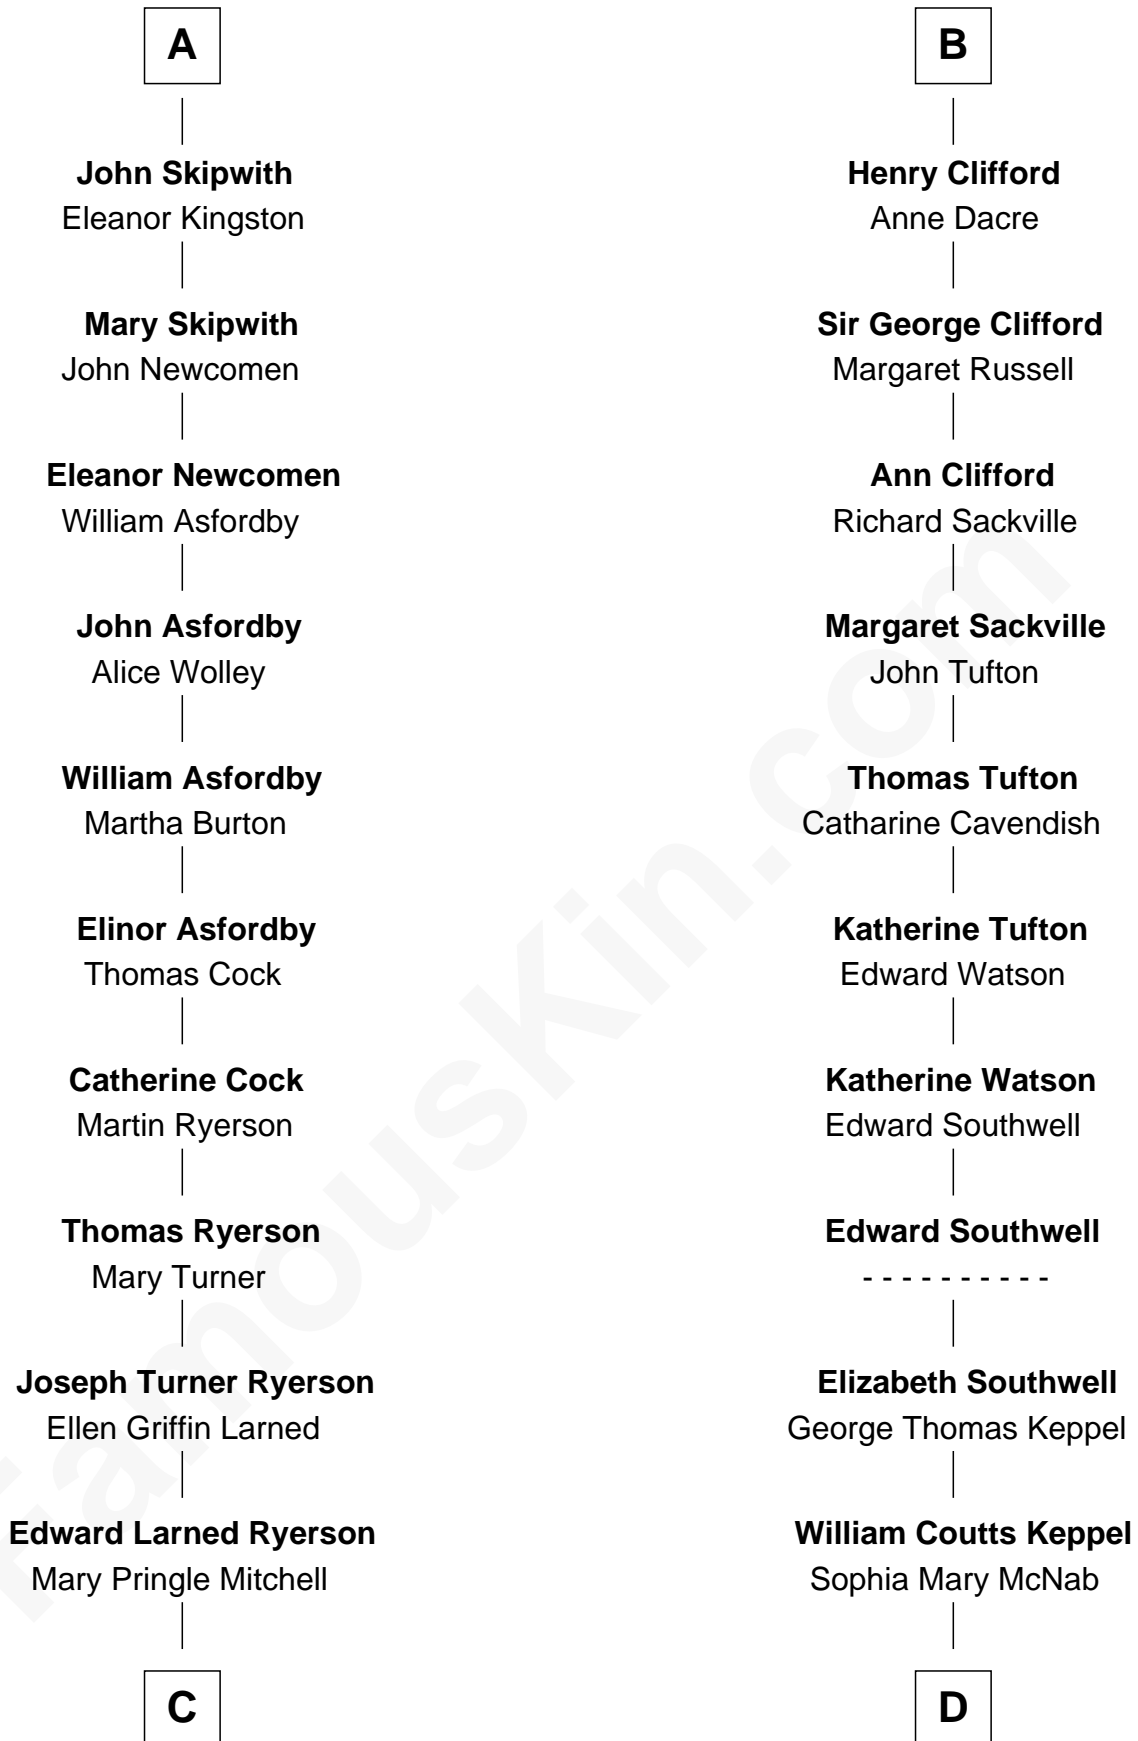 A
John Skipwith
Eleanor Kingston
Mary Skipwith
John Newcomen
Eleanor Newcomen
William Asfordby
John Asfordby
Alice Wolley
William Asfordby
Martha Burton
Elinor Asfordby
Thomas Cock
Catherine Cock
Martin Ryerson
Thomas Ryerson
Mary Turner
Joseph Turner Ryerson
Ellen Griffin Larned
Edward Larned Ryerson
Mary Pringle Mitchell
C
B
Henry Clifford
Anne Dacre
Sir George Clifford
Margaret Russell
Ann Clifford
Richard Sackville
Margaret Sackville
John Tufton
Thomas Tufton
Catharine Cavendish
Katherine Tufton
Edward Watson
Katherine Watson
Edward Southwell
Edward Southwell
- - - - - - - - - -
Elizabeth Southwell
George Thomas Keppel
William Coutts Keppel
Sophia Mary McNab
D
FamousKin.com